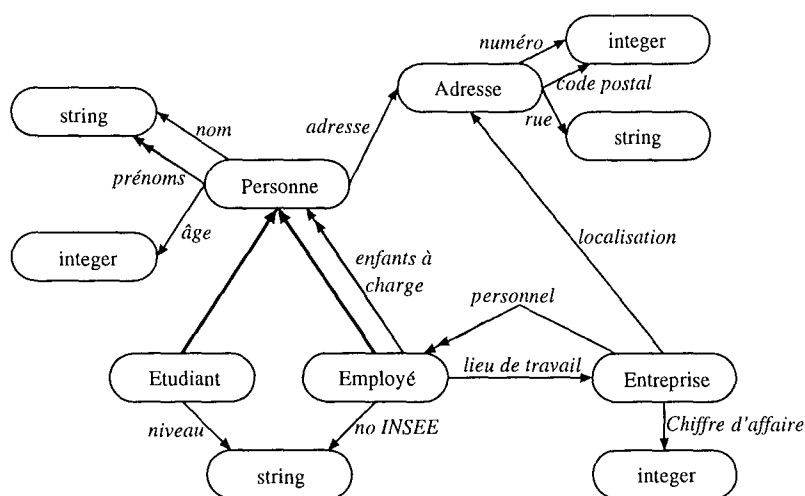 numéro
integer
Adresse
code postal
rue
string
string
nom
adresse
prénoms
Personne
âge
integer
enfants à
charge
localisation
personnel
Etudiant
Employé
lieu de travail
Entreprise
niveau
no INSEE
Chiffre d'affaire
string
integer